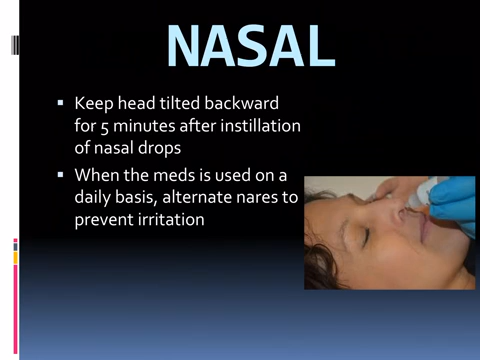 NASAL
Keep head tilted backward
for 5 minutes after instillation
of nasal drops
When the meds is used on a
daily basis, alternate nares to
prevent irritation